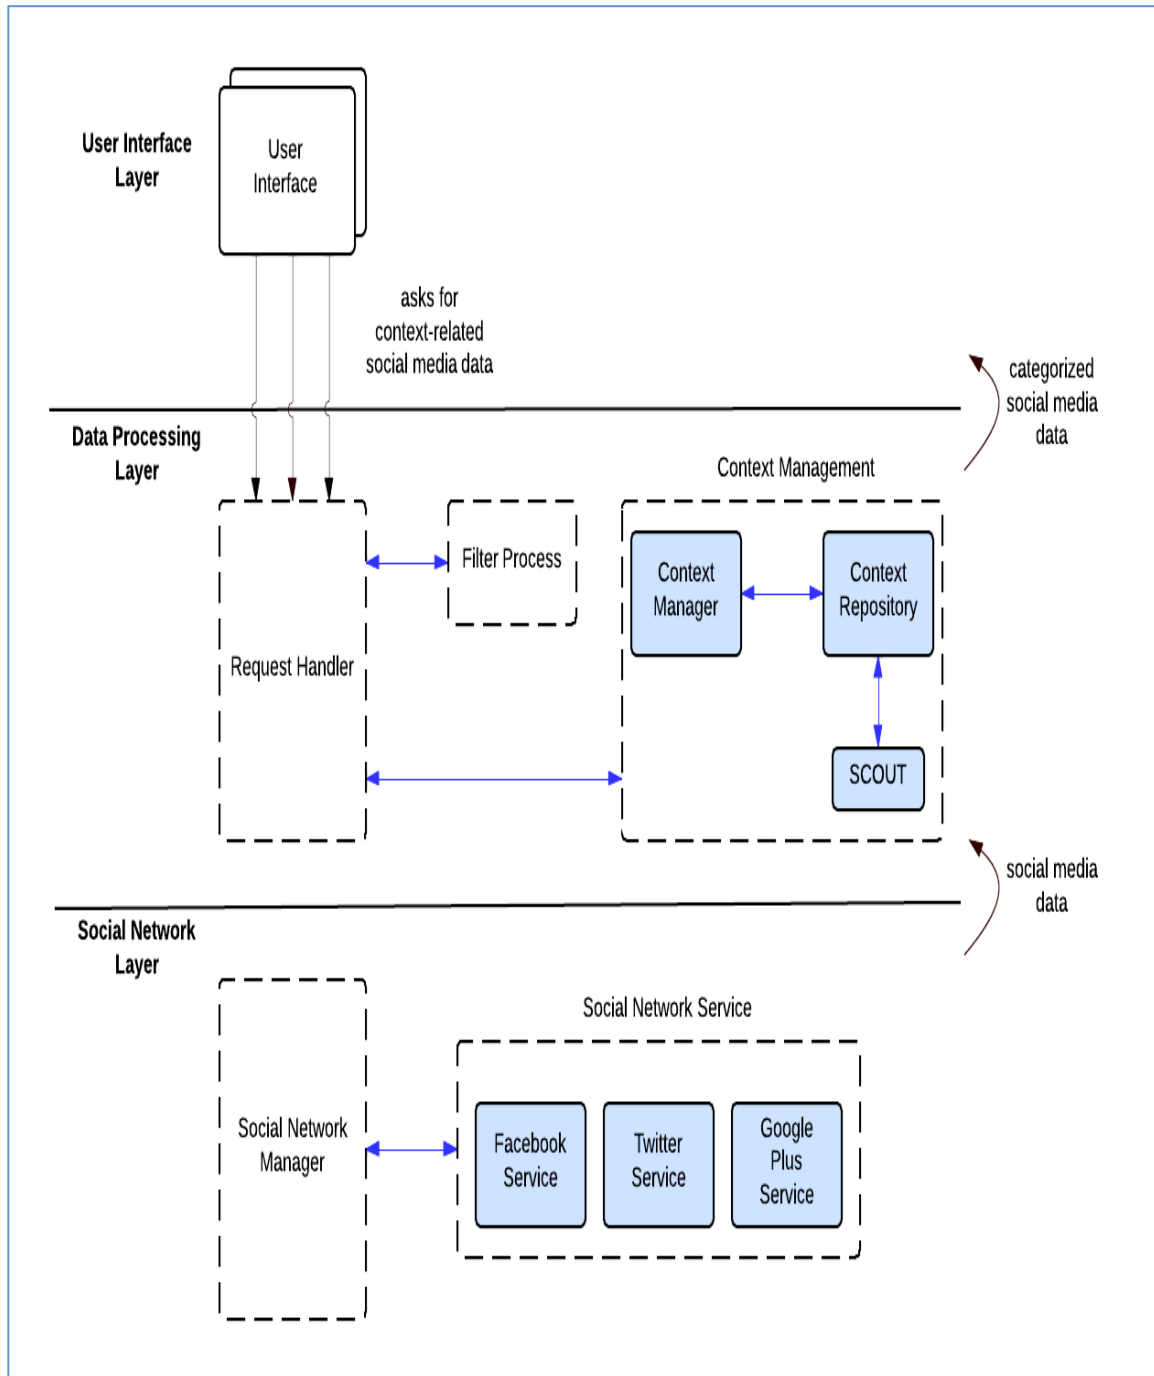 User Interface
Layer
User
Interface
asks for
context-related
social media data
categorized
social media
data
Data Processing
Layer
Context Management
Request Handler
Filter Process
Context
Manager
Context
Repository
SCOUT
social media
data
Social Network
Layer
Social Network Service
Social Network
Manager
Facebook
Service
Twitter
Service
Google
Plus
Service